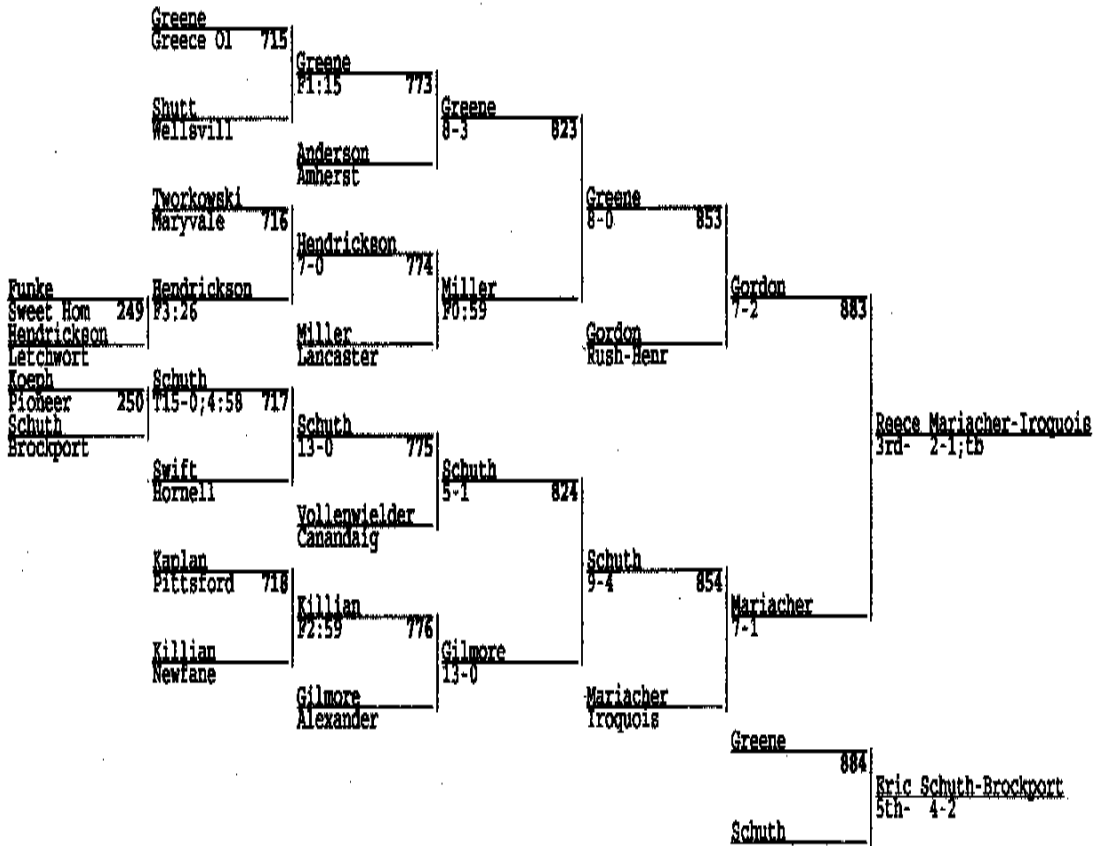 Greene
Greece Ol 715
Shutt
Wellsvill
Tworkowski
Maryvale 716
Funke
Sweet Hom 249
Hendrickson
Letchwort
Hendrickson
F3:26
Koeph
Pioneer 250
Schuth
Brockport
Schuth
T15-0;4:58 717
Swift
Hornell
Kaplan
Pittsford 718
Killian
Newfane
Greene
F1:15 773
Anderson
Amherst
Hendrickson
7-0 774
Miller
Lancaster
Schuth
13-0 775
Vollenwielder
Canandaig
Killian
F2:59 776
Gilmore
Alexander
Greene
8-3 823
Miller
F0:59
Schuth
5-1 824
Gilmore
13-0
Greene
8-0 853
Gordon
Rush-Henr
Schuth
9-4 854
Mariacher
Iroquois
Gordon
7-2 883
Mariacher
7-1
Reece Mariacher-Iroquois
3rd- 2-1;tb
Greene
884
Schuth
Eric Schuth-Brockport
5th- 4-2